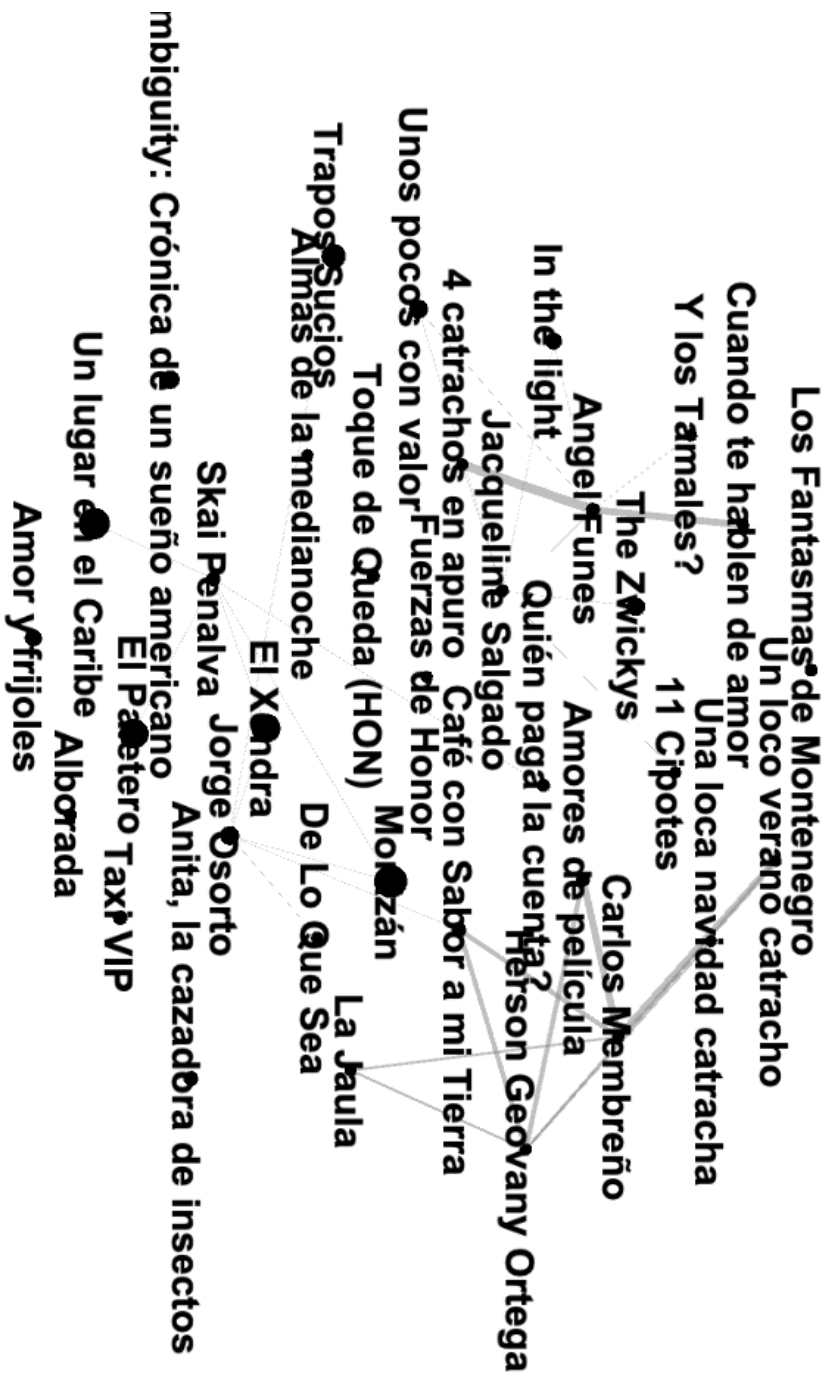 Los Fantasmas de Montenegro
Un loco verano catracho
Cuando te hablen de amor
Una loca navidad catracha
Y los Tamales?
11 Cipotes
The Zwickys
Carlos Membreño
Angel Funes
Amores de película
In the light
Quién paga la cuenta?
Herson Geovany Ortega
Jacqueline Salgado
4 catrachos en apuro
Café con Sabor a mi Tierra
Unos pocos con valor
Fuerzas de Honor
Morazán
Toque de Queda (HON)
La Jaula
Trapos Sucios
Almas de la medianoche
De Lo Que Sea
El Xendra
Skai Penalva
Jorge Osorto
Anita, la cazadora de insectos
mbiguity: Crónica de un sueño americano
El Paletero
Taxi VIP
Un lugar en el Caribe
Alborada
Amor y frijoles